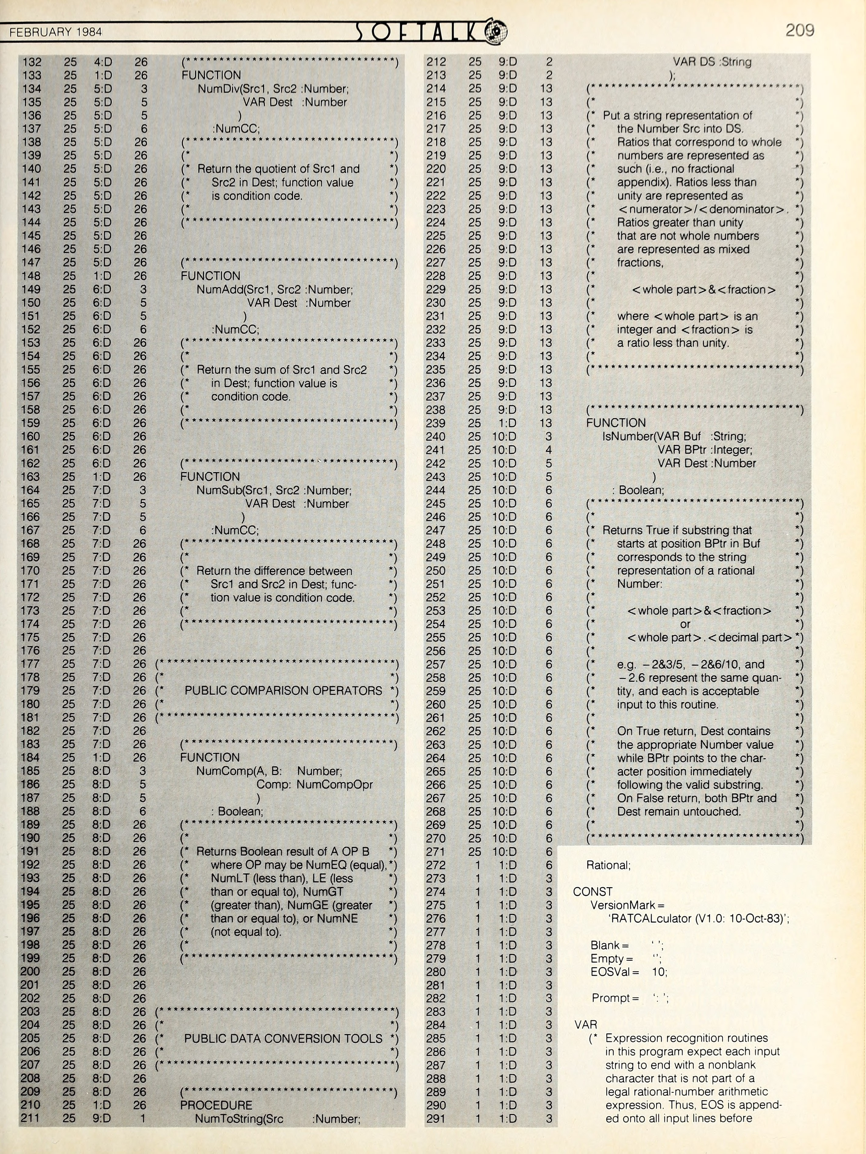 FEBRUARY 1984
SOFTALK
209
132 25 4:D 26 (*******************************)
133 25 1:D 26 FUNCTION
134 25 5:D 3 NumDiv(Src1, Src2 :Number;
135 25 5:D 5 VAR Dest :Number
136 25 5:D 5 )
137 25 5:D 6 :NumCC;
138 25 5:D 26 (*******************************)
139 25 5:D 26 (* *)
140 25 5:D 26 (* Return the quotient of Src1 and *)
141 25 5:D 26 (* Src2 in Dest; function value *)
142 25 5:D 26 (* is condition code. *)
143 25 5:D 26 (* *)
144 25 5:D 26 (*******************************)
145 25 5:D 26
146 25 5:D 26
147 25 5:D 26 (*******************************)
148 25 1:D 26 FUNCTION
149 25 6:D 3 NumAdd(Src1, Src2 :Number;
150 25 6:D 5 VAR Dest :Number
151 25 6:D 5 )
152 25 6:D 6 :NumCC;
153 25 6:D 26 (*******************************)
154 25 6:D 26 (* *)
155 25 6:D 26 (* Return the sum of Src1 and Src2 *)
156 25 6:D 26 (* in Dest; function value is *)
157 25 6:D 26 (* condition code. *)
158 25 6:D 26 (* *)
159 25 6:D 26 (*******************************)
160 25 6:D 26
161 25 6:D 26
162 25 6:D 26 (*******************************)
163 25 1:D 26 FUNCTION
164 25 7:D 3 NumSub(Src1, Src2 :Number;
165 25 7:D 5 VAR Dest :Number
166 25 7:D 5 )
167 25 7:D 6 :NumCC;
168 25 7:D 26 (*******************************)
169 25 7:D 26 (* *)
170 25 7:D 26 (* Return the difference between *)
171 25 7:D 26 (* Src1 and Src2 in Dest; func- *)
172 25 7:D 26 (* tion value is condition code. *)
173 25 7:D 26 (* *)
174 25 7:D 26 (*******************************)
175 25 7:D 26
176 25 7:D 26
177 25 7:D 26 (***********************************)
178 25 7:D 26 (* *)
179 25 7:D 26 (* PUBLIC COMPARISON OPERATORS *)
180 25 7:D 26 (* *)
181 25 7:D 26 (***********************************)
182 25 7:D 26
183 25 7:D 26 (*******************************)
184 25 1:D 26 FUNCTION
185 25 8:D 3 NumComp(A, B: Number;
186 25 8:D 5 Comp: NumCompOpr
187 25 8:D 5 )
188 25 8:D 6 : Boolean;
189 25 8:D 26 (*******************************)
190 25 8:D 26 (* *)
191 25 8:D 26 (* Returns Boolean result of A OP B *)
192 25 8:D 26 (* where OP may be NumEQ (equal), *)
193 25 8:D 26 (* NumLT (less than), LE (less *)
194 25 8:D 26 (* than or equal to), NumGT *)
195 25 8:D 26 (* (greater than), NumGE (greater *)
196 25 8:D 26 (* than or equal to), or NumNE *)
197 25 8:D 26 (* (not equal to). *)
198 25 8:D 26 (* *)
199 25 8:D 26 (*******************************)
200 25 8:D 26
201 25 8:D 26
202 25 8:D 26
203 25 8:D 26 (***********************************)
204 25 8:D 26 (* *)
205 25 8:D 26 (* PUBLIC DATA CONVERSION TOOLS *)
206 25 8:D 26 (* *)
207 25 8:D 26 (***********************************)
208 25 8:D 26
209 25 8:D 26 (*******************************)
210 25 1:D 26 PROCEDURE
211 25 9:D 1 NumToString(Src :Number;
212 25 9:D 2 VAR DS :String
213 25 9:D 2 );
214 25 9:D 13 (*******************************)
215 25 9:D 13 (* *)
216 25 9:D 13 (* Put a string representation of *)
217 25 9:D 13 (* the Number Src into DS. *)
218 25 9:D 13 (* Ratios that correspond to whole *)
219 25 9:D 13 (* numbers are represented as *)
220 25 9:D 13 (* such (i.e., no fractional *)
221 25 9:D 13 (* appendix). Ratios less than *)
222 25 9:D 13 (* unity are represented as *)
223 25 9:D 13 (* <numerator>/<denominator>. *)
224 25 9:D 13 (* Ratios greater than unity *)
225 25 9:D 13 (* that are not whole numbers *)
226 25 9:D 13 (* are represented as mixed *)
227 25 9:D 13 (* fractions, *)
228 25 9:D 13 (* *)
229 25 9:D 13 (* <whole part>&<fraction> *)
230 25 9:D 13 (* *)
231 25 9:D 13 (* where <whole part> is an *)
232 25 9:D 13 (* integer and <fraction> is *)
233 25 9:D 13 (* a ratio less than unity. *)
234 25 9:D 13 (* *)
235 25 9:D 13 (*******************************)
236 25 9:D 13
237 25 9:D 13
238 25 9:D 13 (*******************************)
239 25 1:D 13 FUNCTION
240 25 10:D 3 IsNumber(VAR Buf :String;
241 25 10:D 4 VAR BPtr :Integer;
242 25 10:D 5 VAR Dest :Number
243 25 10:D 5 )
244 25 10:D 6 : Boolean;
245 25 10:D 6 (*******************************)
246 25 10:D 6 (* *)
247 25 10:D 6 (* Returns True if substring that *)
248 25 10:D 6 (* starts at position BPtr in Buf *)
249 25 10:D 6 (* corresponds to the string *)
250 25 10:D 6 (* representation of a rational *)
251 25 10:D 6 (* Number: *)
252 25 10:D 6 (* *)
253 25 10:D 6 (* <whole part>&<fraction> *)
254 25 10:D 6 (* or *)
255 25 10:D 6 (* <whole part>.<decimal part> *)
256 25 10:D 6 (* *)
257 25 10:D 6 (* e.g. -2&3/5, -2&6/10, and *)
258 25 10:D 6 (* -2.6 represent the same quan- *)
259 25 10:D 6 (* tity, and each is acceptable *)
260 25 10:D 6 (* input to this routine. *)
261 25 10:D 6 (* *)
262 25 10:D 6 (* On True return, Dest contains *)
263 25 10:D 6 (* the appropriate Number value *)
264 25 10:D 6 (* while BPtr points to the char- *)
265 25 10:D 6 (* acter position immediately *)
266 25 10:D 6 (* following the valid substring. *)
267 25 10:D 6 (* On False return, both BPtr and *)
268 25 10:D 6 (* Dest remain untouched. *)
269 25 10:D 6 (* *)
270 25 10:D 6 (*******************************)
271 25 10:D 6
272 1 1:D 6 Rational;
273 1 1:D 3
274 1 1:D 3 CONST
275 1 1:D 3 VersionMark =
276 1 1:D 3 'RATCALculator (V1.0: 10-Oct-83)';
277 1 1:D 3
278 1 1:D 3 Blank = ' ';
279 1 1:D 3 Empty = '';
280 1 1:D 3 EOSVal = 10;
281 1 1:D 3
282 1 1:D 3 Prompt = ': ';
283 1 1:D 3
284 1 1:D 3 VAR
285 1 1:D 3 (* Expression recognition routines
286 1 1:D 3 in this program expect each input
287 1 1:D 3 string to end with a nonblank
288 1 1:D 3 character that is not part of a
289 1 1:D 3 legal rational-number arithmetic
290 1 1:D 3 expression. Thus, EOS is append-
291 1 1:D 3 ed onto all input lines before